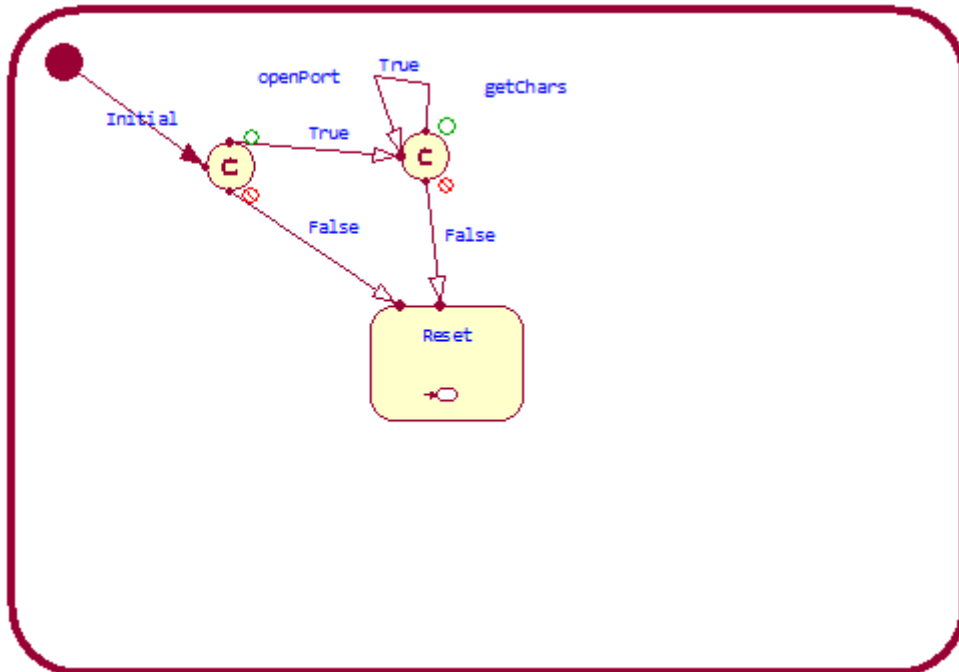 True
openPort
getChars
Initial
True
C
C
False
False
Reset